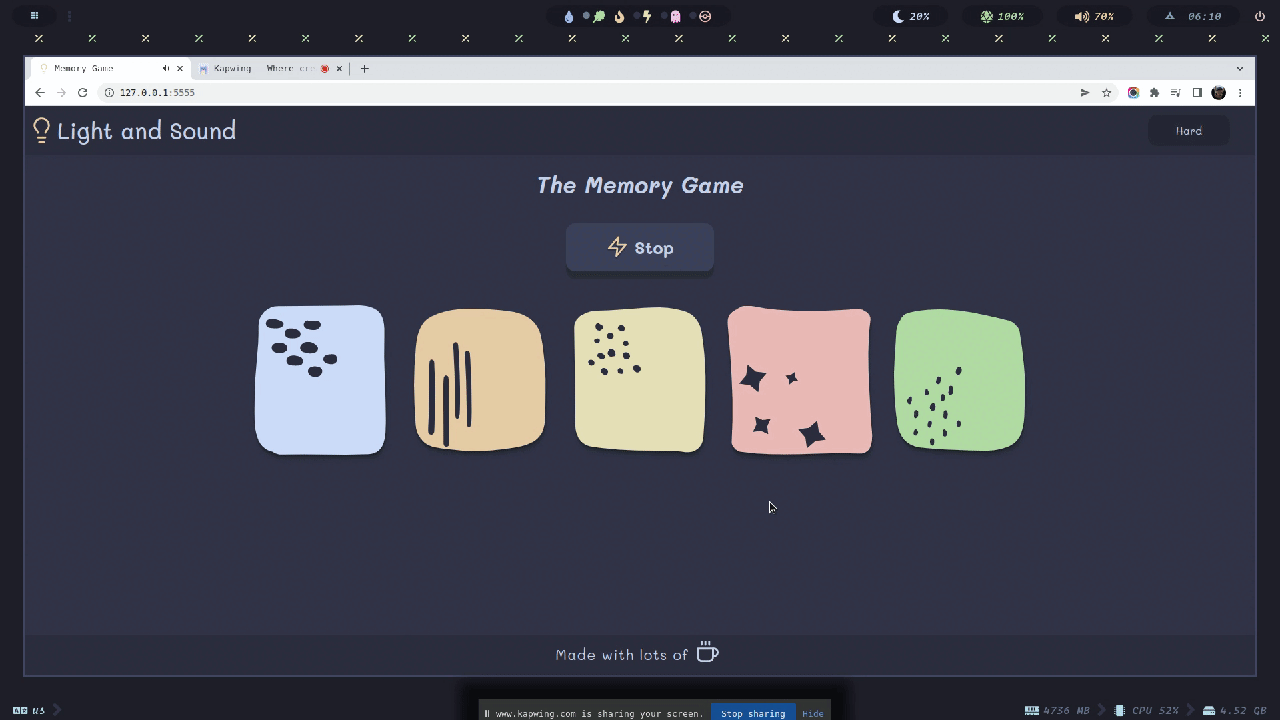 20%
100%
70%
06:10
Memory Game
Kapwing — Where cre
127.0.0.1:5555
Light and Sound
Hard
The Memory Game
Stop
Made with lots of
us
www.kapwing.com is sharing your screen.
Stop sharing
Hide
4736 MB
CPU 52%
4.52 GB